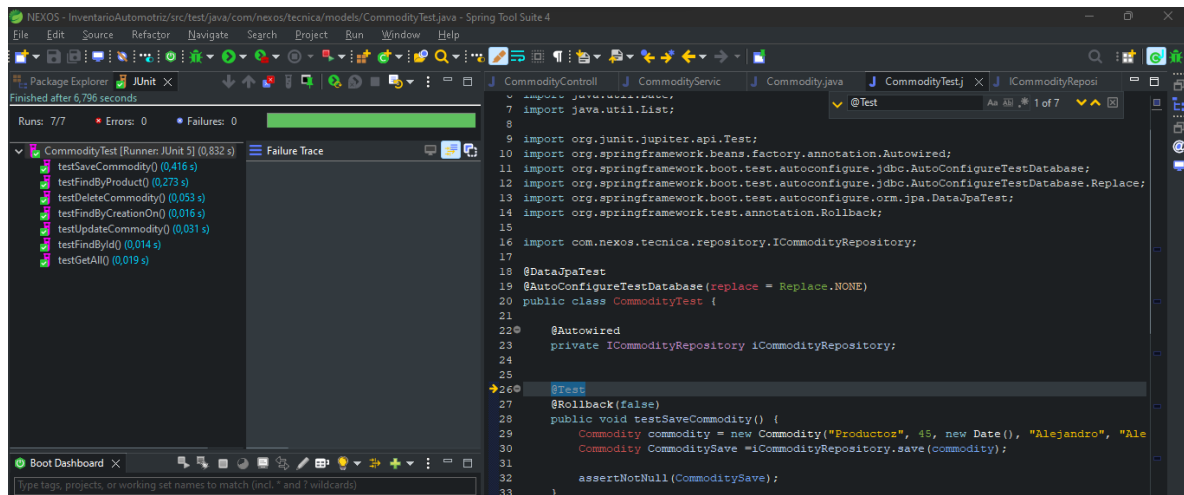 NEXOS - InventarioAutomotriz/src/test/java/com/nexos/tecnica/models/CommodityTest.java - Spring Tool Suite 4
File Edit Source Refactor Navigate Search Project Run Window Help
Package Explorer JUnit
Finished after 6,796 seconds
Runs: 7/7 Errors: 0 Failures: 0
CommodityTest [Runner: JUnit 5] (0,832 s)
testSaveCommodity() (0,416 s)
testFindByProduct() (0,273 s)
testDeleteCommodity() (0,053 s)
testFindByCreationOn() (0,016 s)
testUpdateCommodity() (0,031 s)
testFindById() (0,014 s)
testGetAll() (0,019 s)
Failure Trace
Boot Dashboard
Type tags, projects, or working set names to match (incl. * and ? wildcards)
CommodityControll CommodityServic Commodity.java CommodityTest.j ICommodityReposi
@Test Aa 1 of 7
6 import java.util.Date;
7 import java.util.List;
8
9 import org.junit.jupiter.api.Test;
10 import org.springframework.beans.factory.annotation.Autowired;
11 import org.springframework.boot.test.autoconfigure.jdbc.AutoConfigureTestDatabase;
12 import org.springframework.boot.test.autoconfigure.jdbc.AutoConfigureTestDatabase.Replace;
13 import org.springframework.boot.test.autoconfigure.orm.jpa.DataJpaTest;
14 import org.springframework.test.annotation.Rollback;
15
16 import com.nexos.tecnica.repository.ICommodityRepository;
17
18 @DataJpaTest
19 @AutoConfigureTestDatabase(replace = Replace.NONE)
20 public class CommodityTest {
21
22 @Autowired
23 private ICommodityRepository iCommodityRepository;
24
25
26 @Test
27 @Rollback(false)
28 public void testSaveCommodity() {
29 Commodity commodity = new Commodity("Productoz", 45, new Date(), "Alejandro", "Ale
30 Commodity CommoditySave =iCommodityRepository.save(commodity);
31
32 assertNotNull(CommoditySave);
33 }